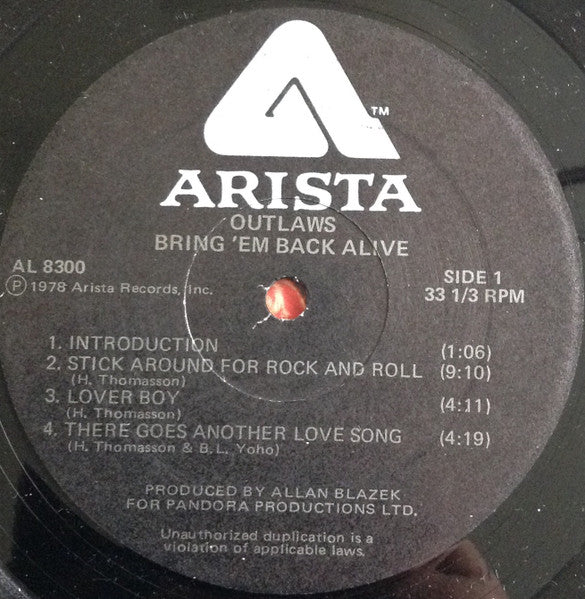 TM
ARISTA
OUTLAWS
BRING 'EM BACK ALIVE
AL 8300 SIDE 1
Ⓟ 1978 Arista Records, Inc. 33 1/3 RPM
1. INTRODUCTION (1:06)
2. STICK AROUND FOR ROCK AND ROLL (9:10)
(H. Thomasson)
3. LOVER BOY (4:11)
(H. Thomasson)
4. THERE GOES ANOTHER LOVE SONG (4:19)
(H. Thomasson & B.L. Yoho)
PRODUCED BY ALLAN BLAZEK
FOR PANDORA PRODUCTIONS LTD.
Unauthorized duplication is a
violation of applicable laws.